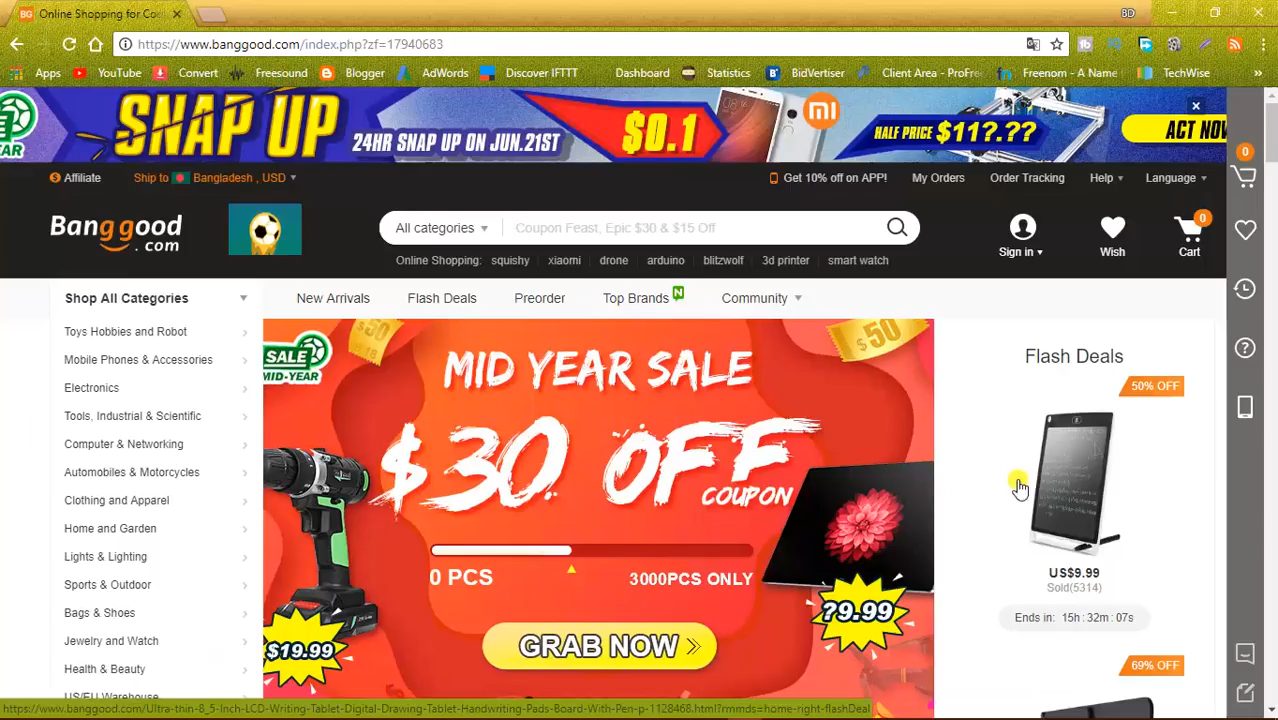 Online Shopping for Co
BD
https://www.banggood.com/index.php?zf=17940683
Apps YouTube Convert Freesound Blogger AdWords Discover IFTTT Dashboard Statistics BidVertiser Client Area - ProFre Freenom - A Name TechWise »
YEAR
SNAP UP 24HR SNAP UP ON JUN.21ST $0.1 HALF PRICE $11?.?? ACT NOW
Affiliate Ship to Bangladesh , USD Get 10% off on APP! My Orders Order Tracking Help Language
0
Banggood.com
All categories Coupon Feast, Epic $30 & $15 Off
Sign in Wish Cart 0
Online Shopping: squishy xiaomi drone arduino blitzwolf 3d printer smart watch
Shop All Categories New Arrivals Flash Deals Preorder Top Brands N Community
Toys Hobbies and Robot
Mobile Phones & Accessories
Electronics
Tools, Industrial & Scientific
Computer & Networking
Automobiles & Motorcycles
Clothing and Apparel
Home and Garden
Lights & Lighting
Sports & Outdoor
Bags & Shoes
Jewelry and Watch
Health & Beauty
US/EU Warehouse
SALE
MID-YEAR
$50
$50
MID YEAR SALE
$30 OFF
COUPON
0 PCS 3000PCS ONLY
GRAB NOW »
$19.99
?9.99
Flash Deals
50% OFF
US$9.99
Sold(5314)
Ends in: 15h : 32m : 07s
69% OFF
https://www.banggood.com/Ultra-thin-8_5-Inch-LCD-Writing-Tablet-Digital-Drawing-Tablet-Handwriting-Pads-Board-With-Pen-p-1128468.html?rmmds=home-right-flashDeal